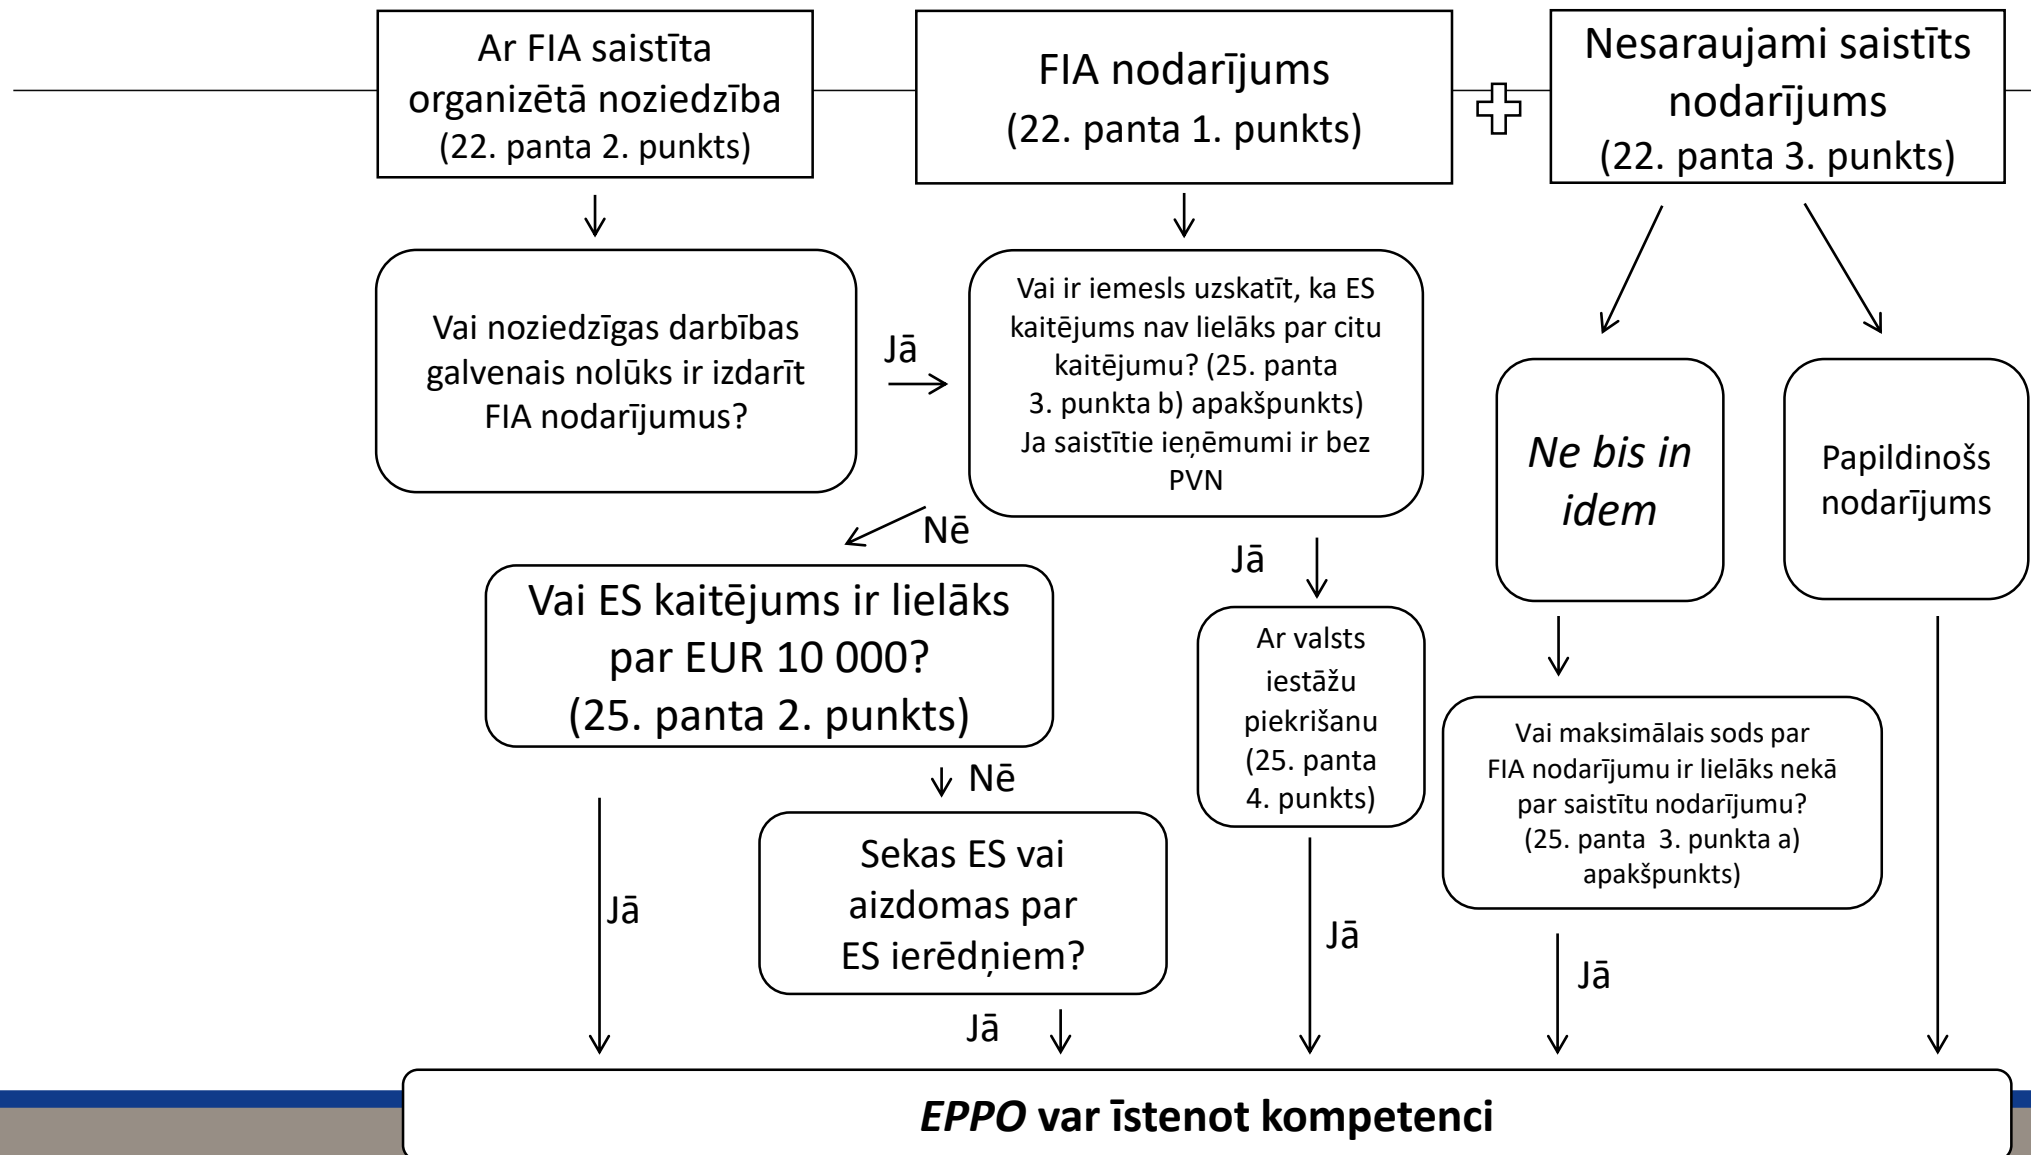 Ar FIA saistīta
organizētā noziedzība
(22. panta 2. punkts)
FIA nodarījums
(22. panta 1. punkts)
Nesaraujami saistīts
nodarījums
(22. panta 3. punkts)
Vai noziedzīgas darbības
galvenais nolūks ir izdarīt
FIA nodarījumus?
Jā
Vai ir iemesls uzskatīt, ka ES
kaitējums nav lielāks par citu
kaitējumu? (25. panta
3. punkta b) apakšpunkts)
Ja saistītie ieņēmumi ir bez
PVN
Ne bis in
idem
Papildinošs
nodarījums
Nē
Jā
Vai ES kaitējums ir lielāks
par EUR 10 000?
(25. panta 2. punkts)
Ar valsts
iestāžu
piekrišanu
(25. panta
4. punkts)
Vai maksimālais sods par
FIA nodarījumu ir lielāks nekā
par saistītu nodarījumu?
(25. panta  3. punkta a)
apakšpunkts)
Nē
Sekas ES vai
aizdomas par
ES ierēdņiem?
Jā
Jā
Jā
Jā
EPPO var īstenot kompetenci